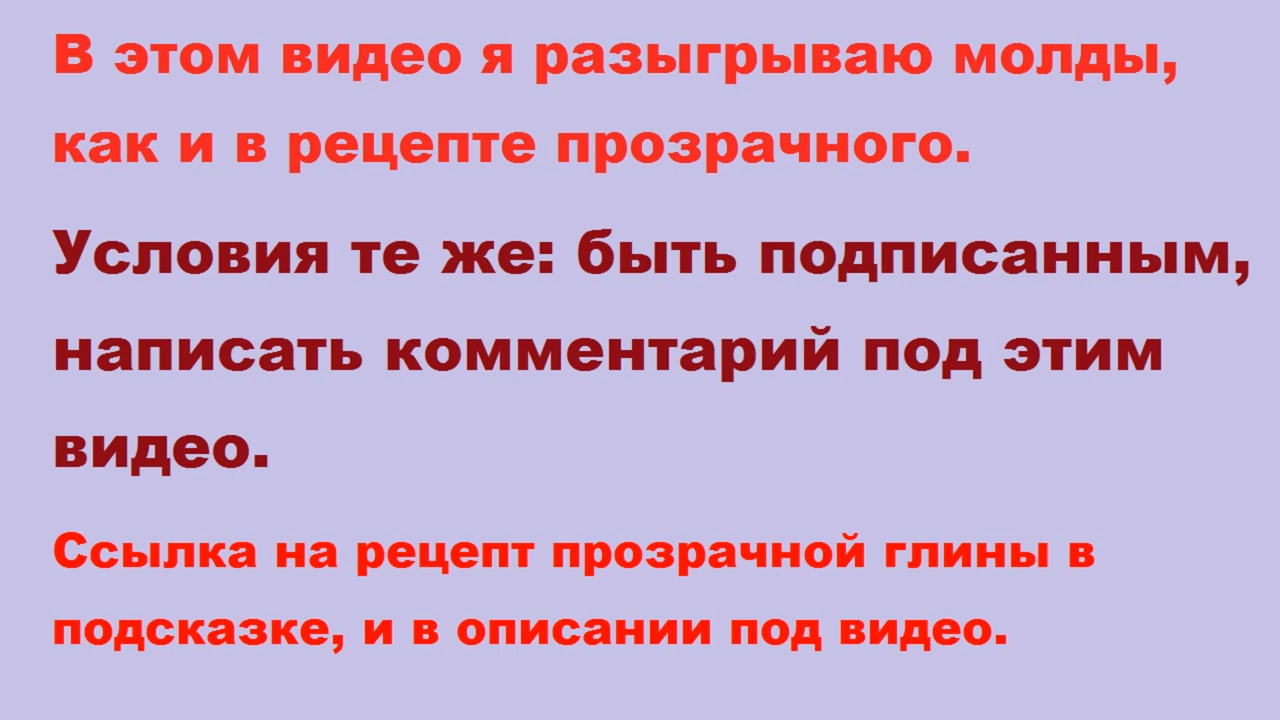 В этом видео я разыгрываю молды,
как и в рецепте прозрачного.
Условия те же: быть подписанным,
написать комментарий под этим
видео.
Ссылка на рецепт прозрачной глины в
подсказке, и в описании под видео.